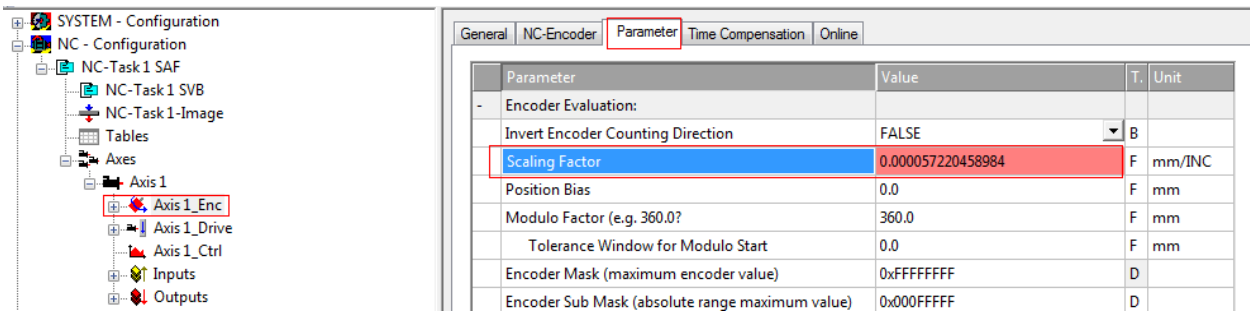 SYSTEM - Configuration
NC - Configuration
NC-Task 1 SAF
NC-Task 1 SVB
NC-Task 1-Image
Tables
Axes
Axis 1
Axis 1_Enc
Axis 1_Drive
Axis 1_Ctrl
Inputs
Outputs
General NC-Encoder Parameter Time Compensation Online
Parameter Value T. Unit
- Encoder Evaluation:
Invert Encoder Counting Direction FALSE B
Scaling Factor 0.000057220458984 F mm/INC
Position Bias 0.0 F mm
Modulo Factor (e.g. 360.0? 360.0 F mm
Tolerance Window for Modulo Start 0.0 F mm
Encoder Mask (maximum encoder value) 0xFFFFFFFF D
Encoder Sub Mask (absolute range maximum value) 0x000FFFFF D